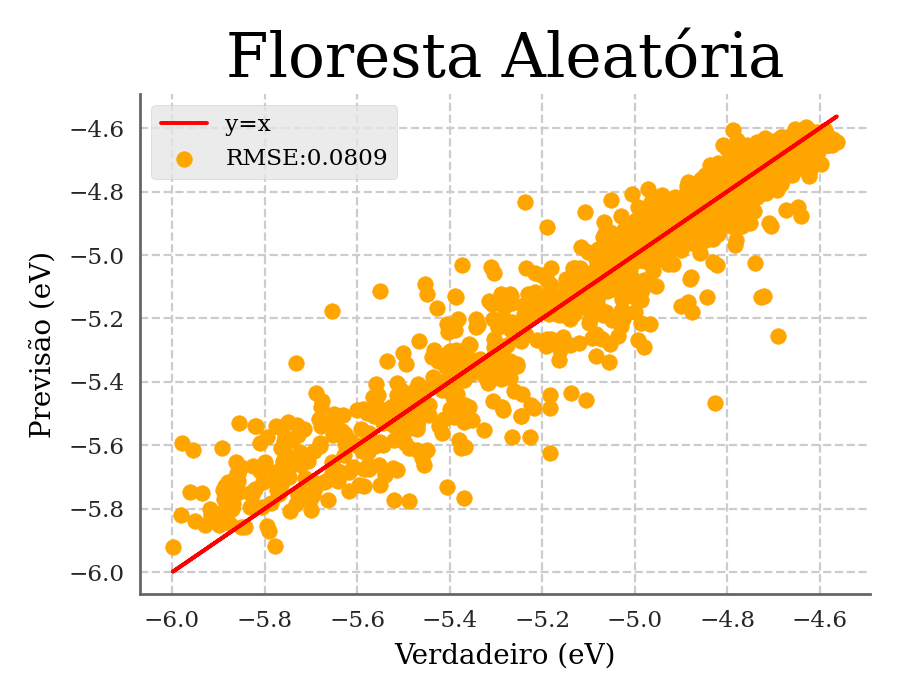 Floresta Aleatória
y=x
RMSE:0.0809
Previsão (eV)
−4.6
−4.8
−5.0
−5.2
−5.4
−5.6
−5.8
−6.0
−6.0 −5.8 −5.6 −5.4 −5.2 −5.0 −4.8 −4.6
Verdadeiro (eV)